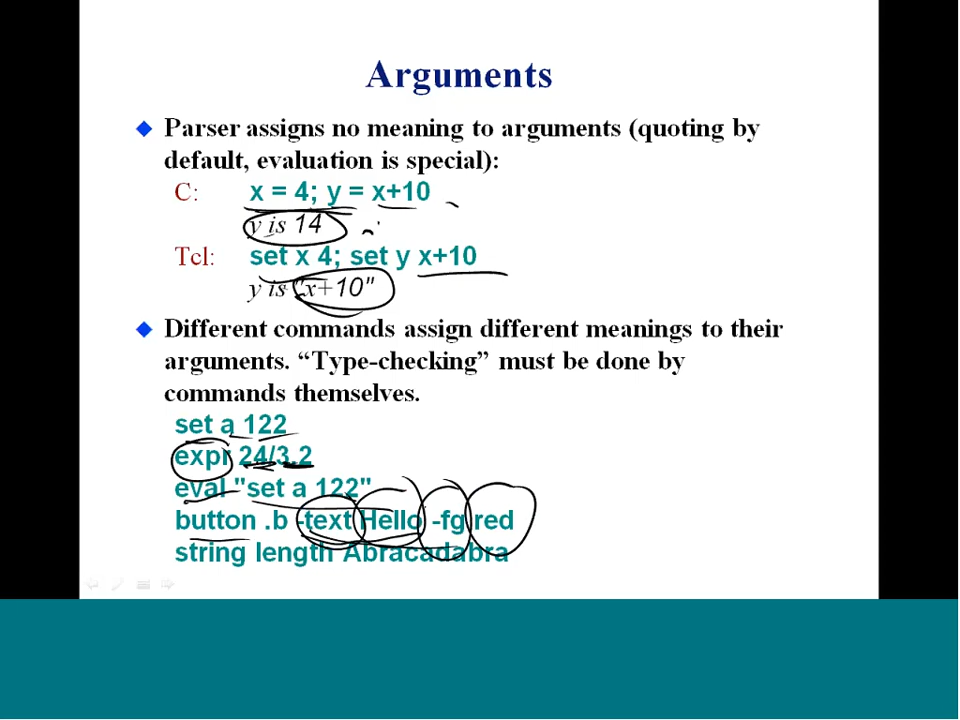 Arguments
Parser assigns no meaning to arguments (quoting by
default, evaluation is special):
C: x = 4; y = x+10
y is 14
Tcl: set x 4; set y x+10
y is "x+10"
Different commands assign different meanings to their
arguments. “Type-checking” must be done by
commands themselves.
set a 122
expr 24/3.2
eval "set a 122"
button .b -text Hello -fg red
string length Abracadabra